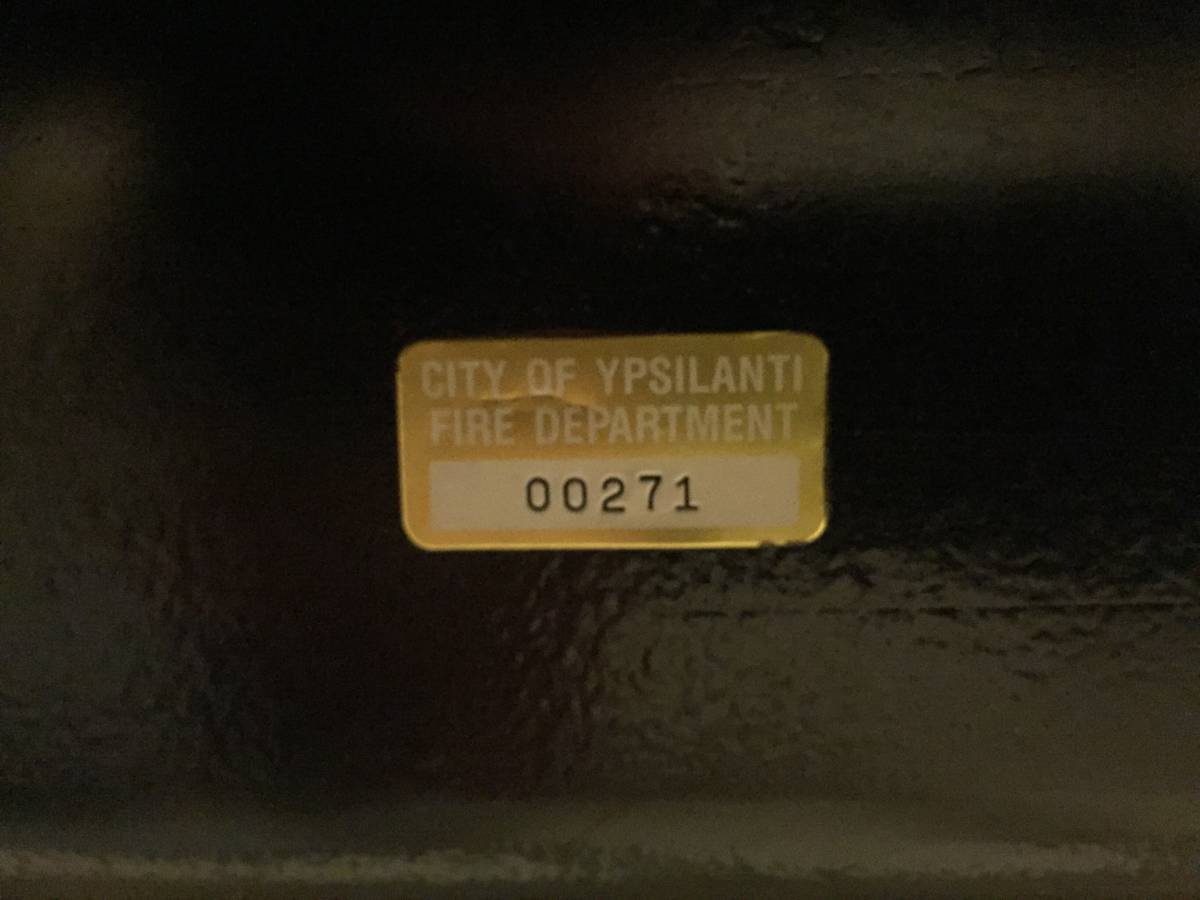 CITY OF YPSILANTI
FIRE DEPARTMENT
00271